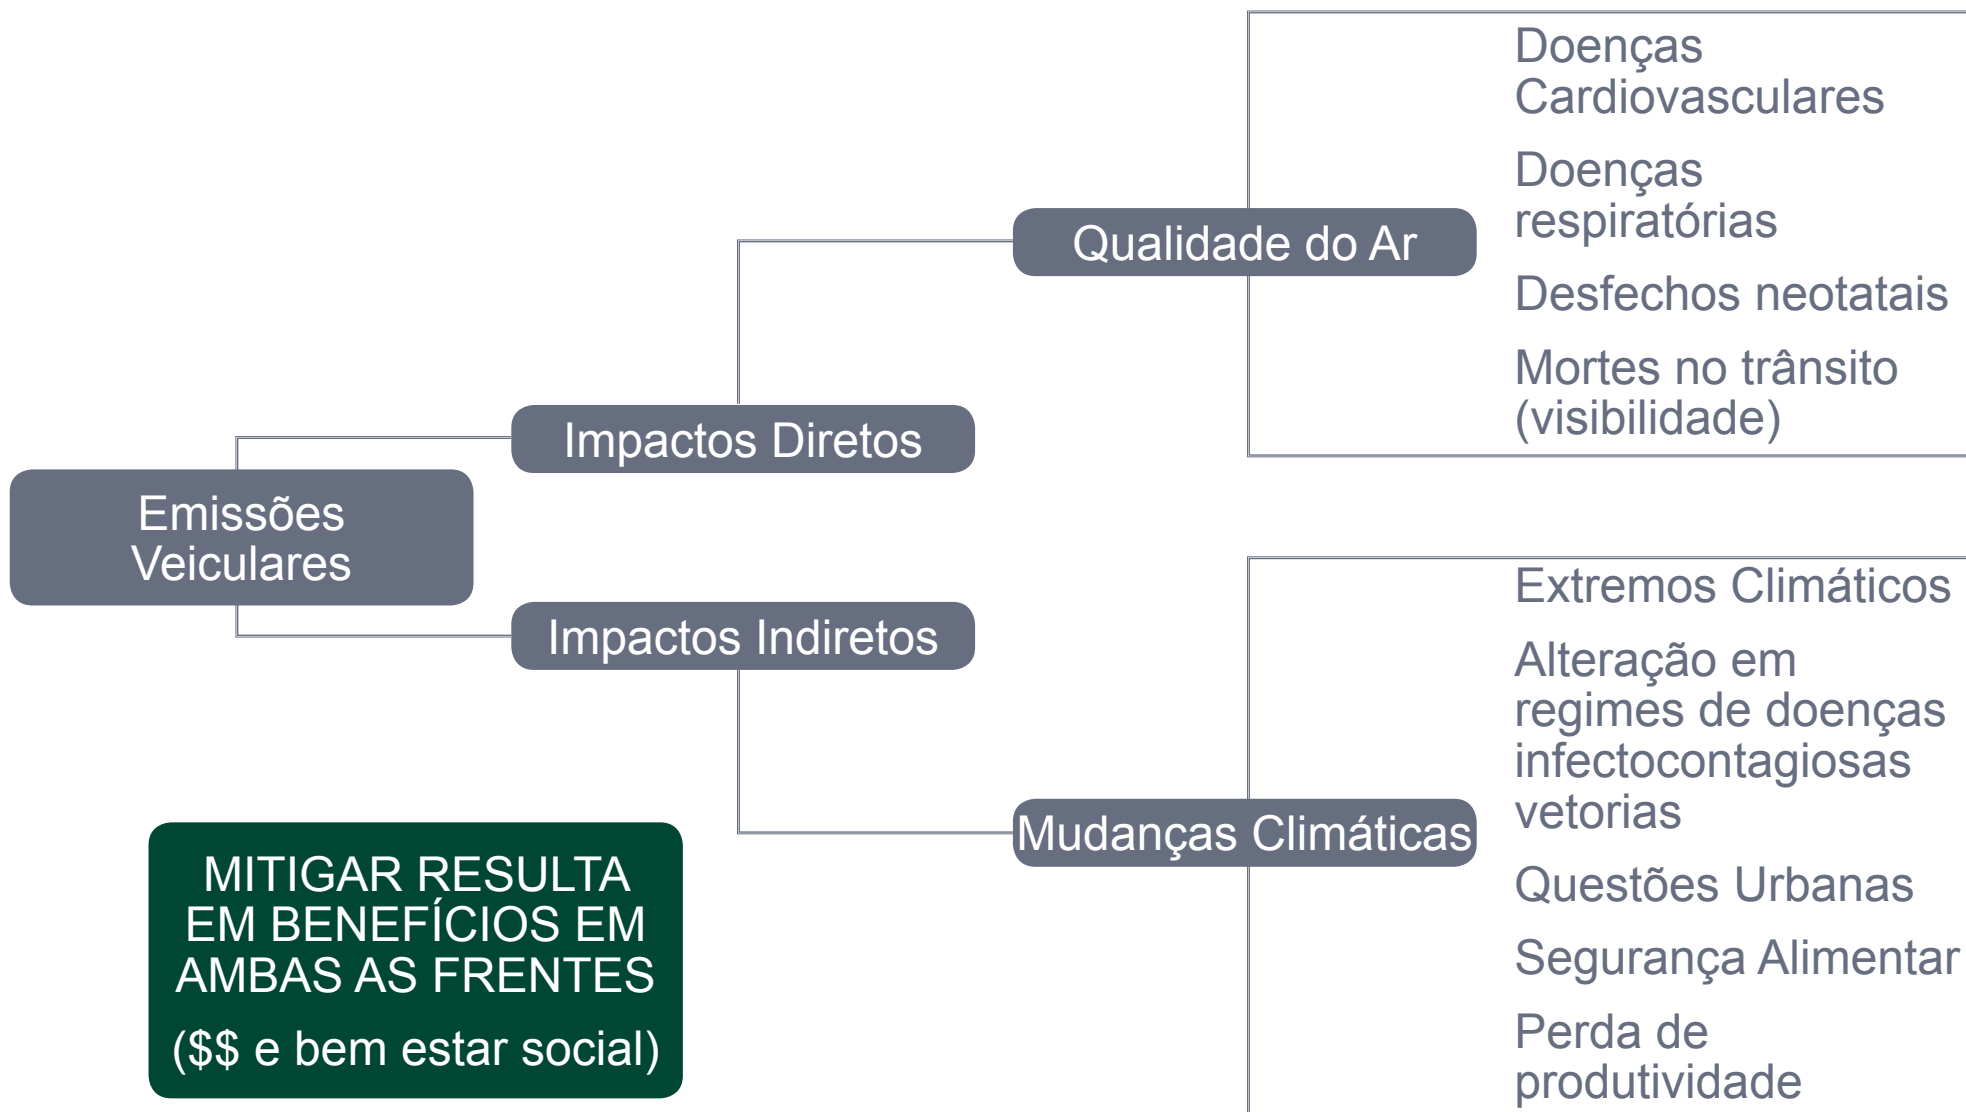 Doenças
Cardiovasculares
Doenças
respiratórias
Desfechos neotatais
Mortes no trânsito
(visibilidade)
Qualidade do Ar
Impactos Diretos
Emissões
Veiculares
Impactos Indiretos
Mudanças Climáticas
Extremos Climáticos
Alteração em
regimes de doenças
infectocontagiosas
vetorias
Questões Urbanas
Segurança Alimentar
Perda de
produtividade
MITIGAR RESULTA
EM BENEFÍCIOS EM
AMBAS AS FRENTES
($$ e bem estar social)